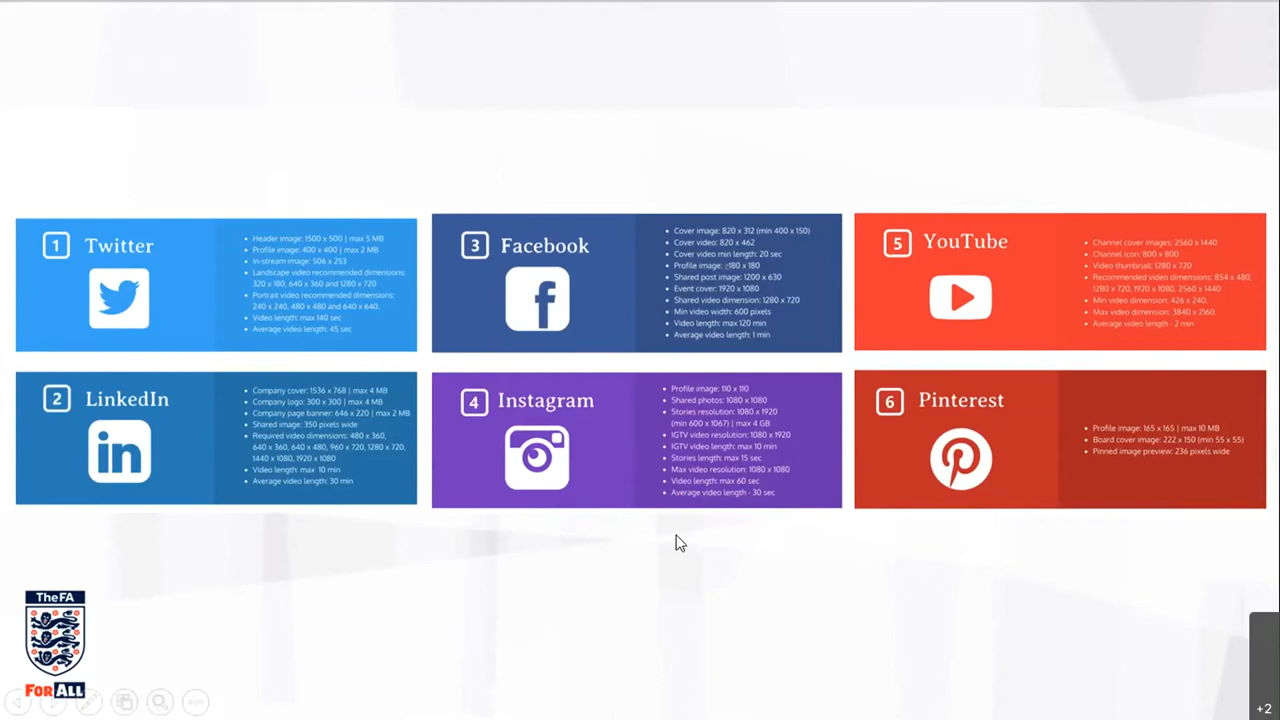 1 Twitter
Header image: 1500 x 500 | max 5 MB
Profile image: 400 x 400 | max 2 MB
In-stream image: 506 x 253
Landscape video recommended dimensions:
320 x 180, 640 x 360 and 1280 x 720
Portrait video recommended dimensions:
240 x 240, 480 x 480 and 640 x 640.
Video length: max 140 sec
Average video length: 45 sec
2 LinkedIn
Company cover: 1536 x 768 | max 4 MB
Company logo: 300 x 300 | max 4 MB
Company page banner: 646 x 220 | max 2 MB
Shared image: 350 pixels wide
Required video dimensions: 480 x 360,
640 x 360, 640 x 480, 960 x 720, 1280 x 720,
1440 x 1080, 1920 x 1080
Video length: max 10 min
Average video length: 30 min
3 Facebook
Cover image: 820 x 312 (min 400 x 150)
Cover video: 820 x 462
Cover video min length: 20 sec
Profile image: ≥180 x 180
Shared post image: 1200 x 630
Event cover: 1920 x 1080
Shared video dimension: 1280 x 720
Min video width: 600 pixels
Video length: max 120 min
Average video length: 1 min
4 Instagram
Profile image: 110 x 110
Shared photos: 1080 x 1080
Stories resolution: 1080 x 1920
(min 600 x 1067) | max 4 GB
IGTV video resolution: 1080 x 1920
IGTV video length: max 10 min
Stories length: max 15 sec
Max video resolution: 1080 x 1080
Video length: max 60 sec
Average video length - 30 sec
5 YouTube
Channel cover images: 2560 x 1440
Channel icon: 800 x 800
Video thumbnail: 1280 x 720
Recommended video dimensions: 854 x 480,
1280 x 720, 1920 x 1080, 2560 x 1440
Min video dimension: 426 x 240,
Max video dimension: 3840 x 2160.
Average video length - 2 min
6 Pinterest
Profile image: 165 x 165 | max 10 MB
Board cover image: 222 x 150 (min 55 x 55)
Pinned image preview: 236 pixels wide
The FA
FOR ALL
+2